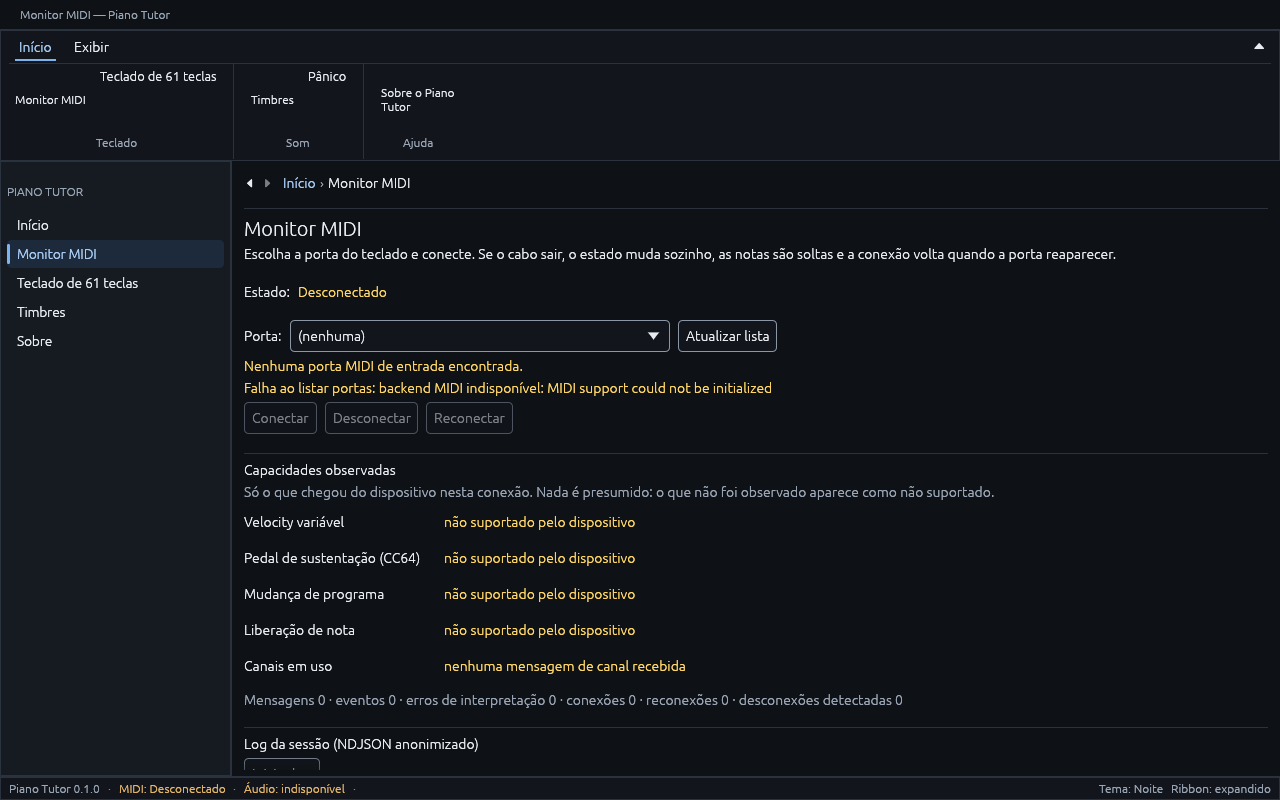 Monitor MIDI — Piano Tutor
Início Exibir
Teclado de 61 teclas
Monitor MIDI
Teclado
Pânico
Timbres
Som
Sobre o Piano
Tutor
Ajuda
PIANO TUTOR
Início
Monitor MIDI
Teclado de 61 teclas
Timbres
Sobre
Início › Monitor MIDI
Monitor MIDI
Escolha a porta do teclado e conecte. Se o cabo sair, o estado muda sozinho, as notas são soltas e a conexão volta quando a porta reaparecer.
Estado: Desconectado
Porta: (nenhuma) Atualizar lista
Nenhuma porta MIDI de entrada encontrada.
Falha ao listar portas: backend MIDI indisponível: MIDI support could not be initialized
Conectar Desconectar Reconectar
Capacidades observadas
Só o que chegou do dispositivo nesta conexão. Nada é presumido: o que não foi observado aparece como não suportado.
Velocity variável não suportado pelo dispositivo
Pedal de sustentação (CC64) não suportado pelo dispositivo
Mudança de programa não suportado pelo dispositivo
Liberação de nota não suportado pelo dispositivo
Canais em uso nenhuma mensagem de canal recebida
Mensagens 0 · eventos 0 · erros de interpretação 0 · conexões 0 · reconexões 0 · desconexões detectadas 0
Log da sessão (NDJSON anonimizado)
Piano Tutor 0.1.0 · MIDI: Desconectado · Áudio: indisponível · Tema: Noite Ribbon: expandido